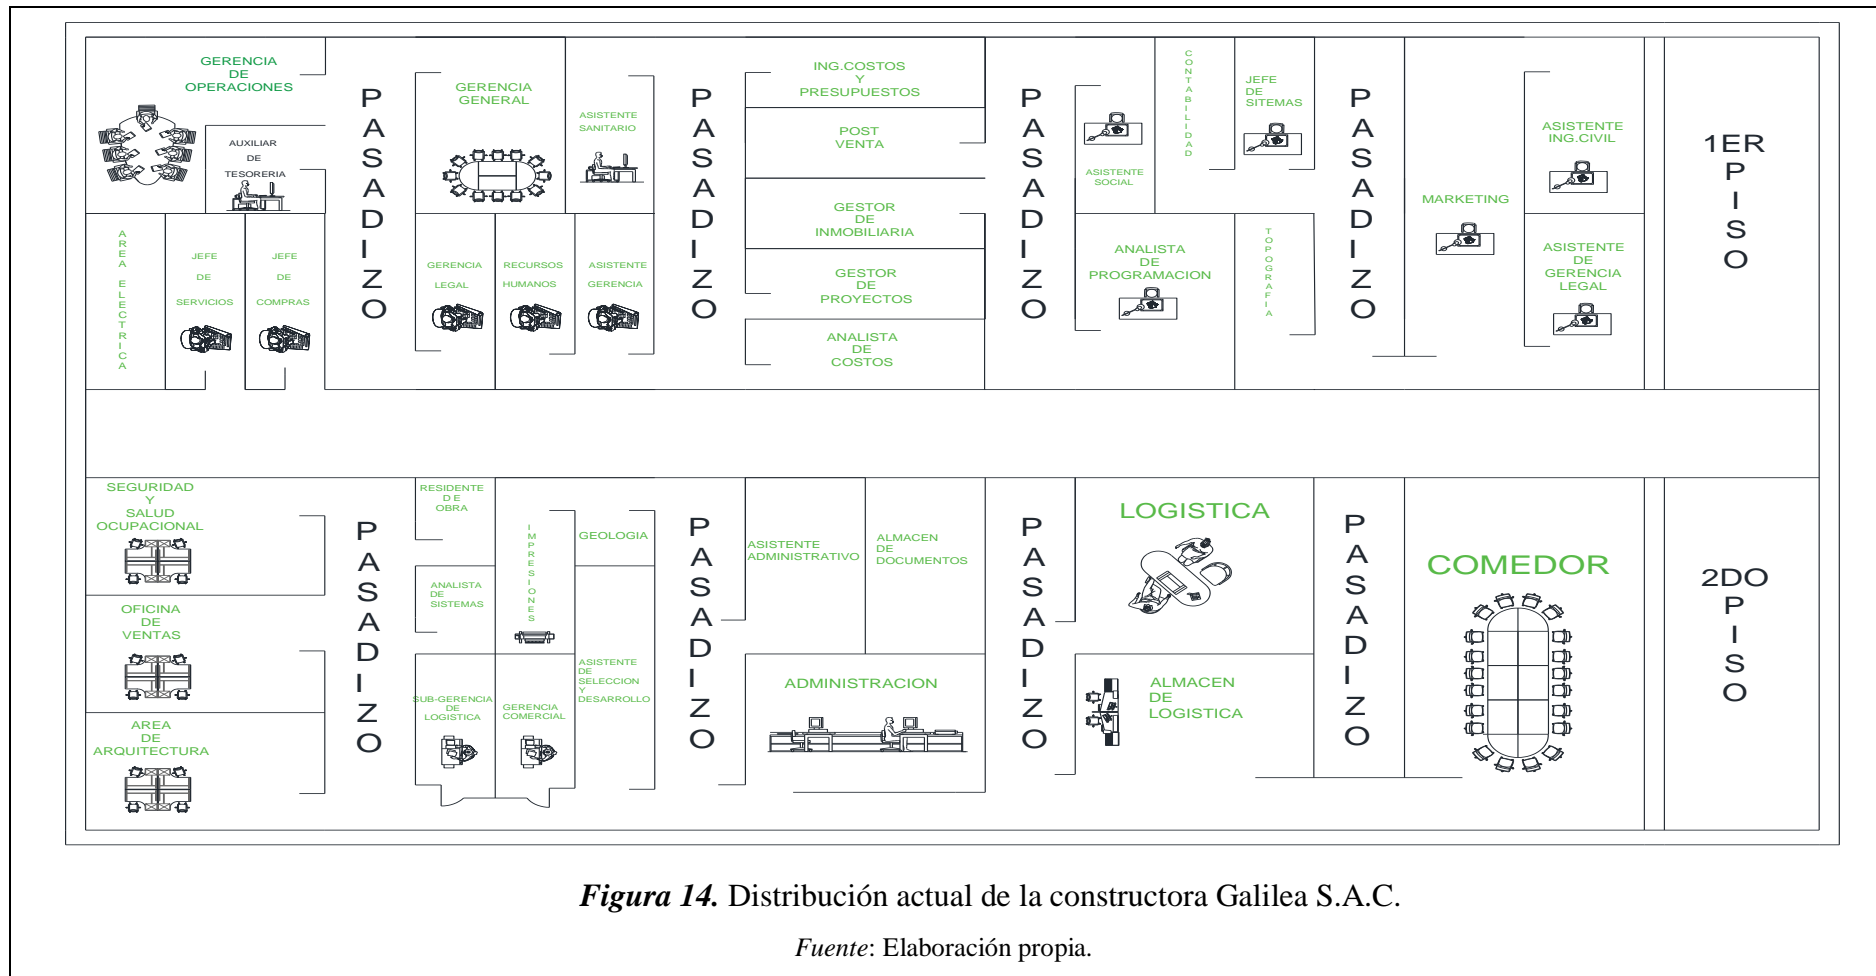 GERENCIA
DE
OPERACIONES
AUXILIAR
DE
TESORERIA
AREA ELECTRICA
JEFE
DE
SERVICIOS
JEFE
DE
COMPRAS
PASADIZO
GERENCIA
GENERAL
ASISTENTE
SANITARIO
GERENCIA
LEGAL
RECURSOS
HUMANOS
ASISTENTE
GERENCIA
PASADIZO
ING.COSTOS
Y
PRESUPUESTOS
POST
VENTA
GESTOR
DE
INMOBILIARIA
GESTOR
DE
PROYECTOS
ANALISTA
DE
COSTOS
PASADIZO
ASISTENTE
SOCIAL
CONTABILIDAD
JEFE
DE
SITEMAS
ANALISTA
DE
PROGRAMACION
TOPOGRAFIA
PASADIZO
MARKETING
ASISTENTE
ING.CIVIL
ASISTENTE
DE
GERENCIA
LEGAL
1ER
PISO
SEGURIDAD
Y
SALUD
OCUPACIONAL
OFICINA
DE
VENTAS
AREA
DE
ARQUITECTURA
PASADIZO
RESIDENTE
DE
OBRA
ANALISTA
DE
SISTEMAS
IMPRESIONES
GEOLOGIA
SUB-GERENCIA
DE
LOGISTICA
GERENCIA
COMERCIAL
ASISTENTE
DE
SELECCION
Y
DESARROLLO
PASADIZO
ASISTENTE
ADMINISTRATIVO
ALMACEN
DE
DOCUMENTOS
ADMINISTRACION
PASADIZO
LOGISTICA
ALMACEN
DE
LOGISTICA
PASADIZO
COMEDOR
2DO
PISO
Figura 14. Distribución actual de la constructora Galilea S.A.C.
Fuente: Elaboración propia.